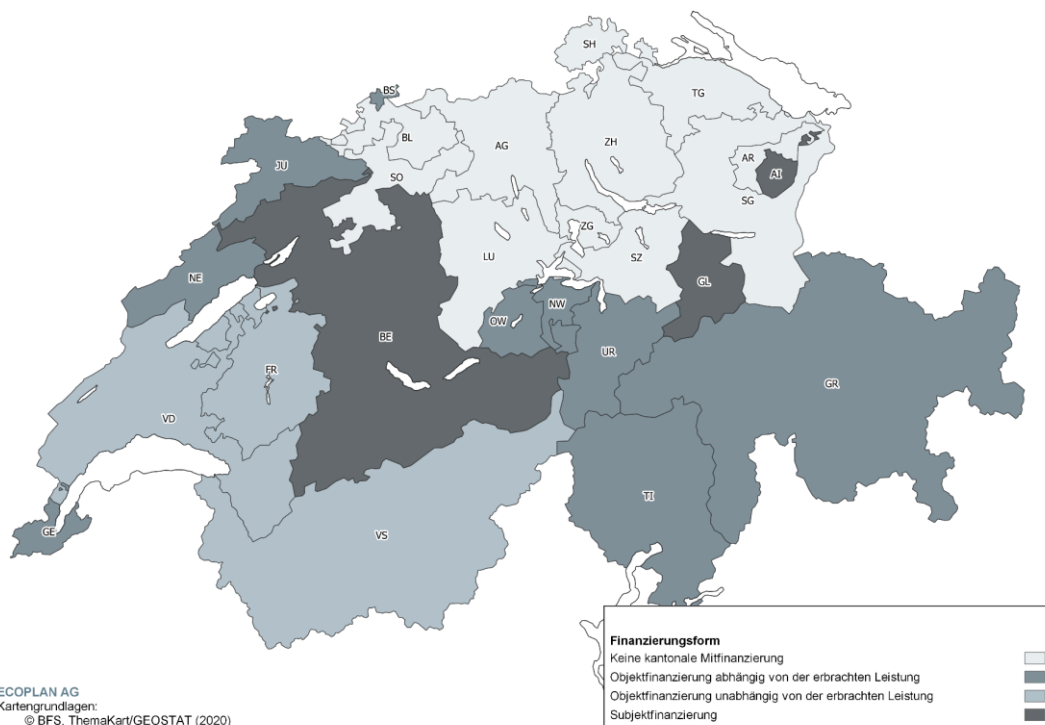 SH
BS
TG
BL
AG
ZH
JU
AR
AI
SO
SG
ZG
LU
SZ
NE
GL
NW
OW
BE
UR
FR
GR
VD
TI
GE
VS
Finanzierungsform
Keine kantonale Mitfinanzierung
Objektfinanzierung abhängig von der erbrachten Leistung
Objektfinanzierung unabhängig von der erbrachten Leistung
Subjektfinanzierung
ECOPLAN AG
Kartengrundlagen:
© BFS, ThemaKart/GEOSTAT (2020)